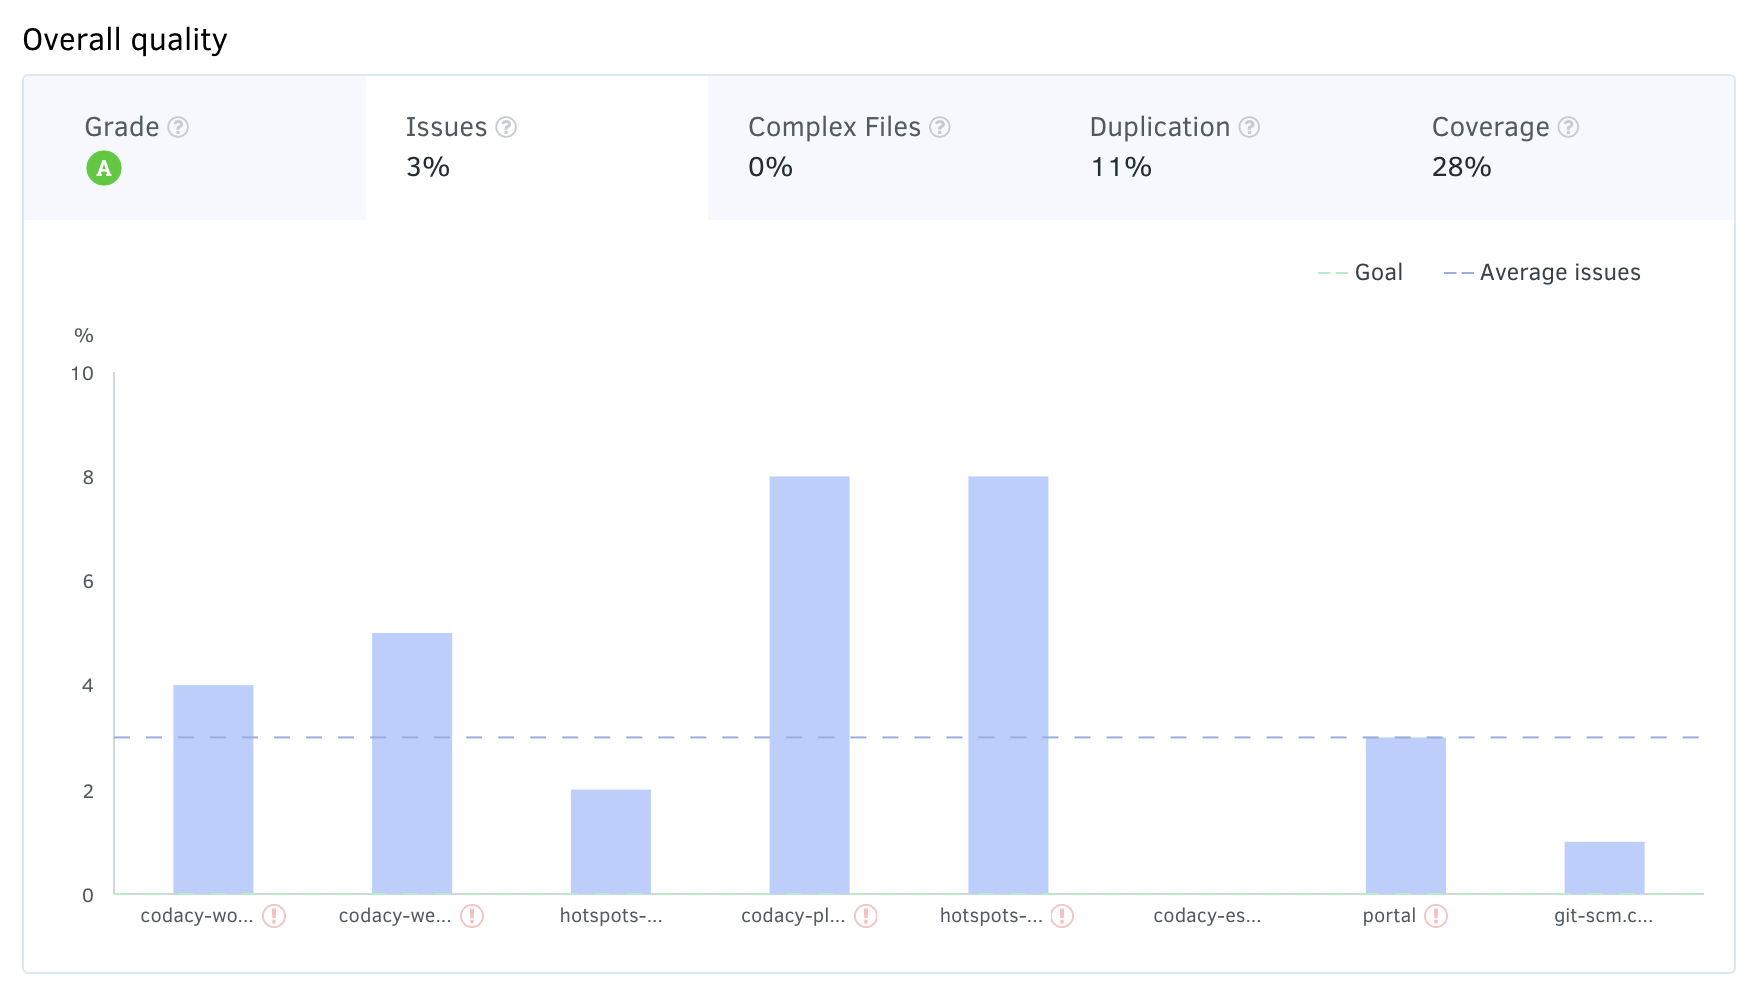 Overall quality
Grade ? Issues ? Complex Files ? Duplication ? Coverage ?
A 3% 0% 11% 28%
Goal Average issues
%
10
8
6
4
2
0
codacy-wo... ! codacy-we... ! hotspots-... codacy-pl... ! hotspots-... ! codacy-es... portal ! git-scm.c...